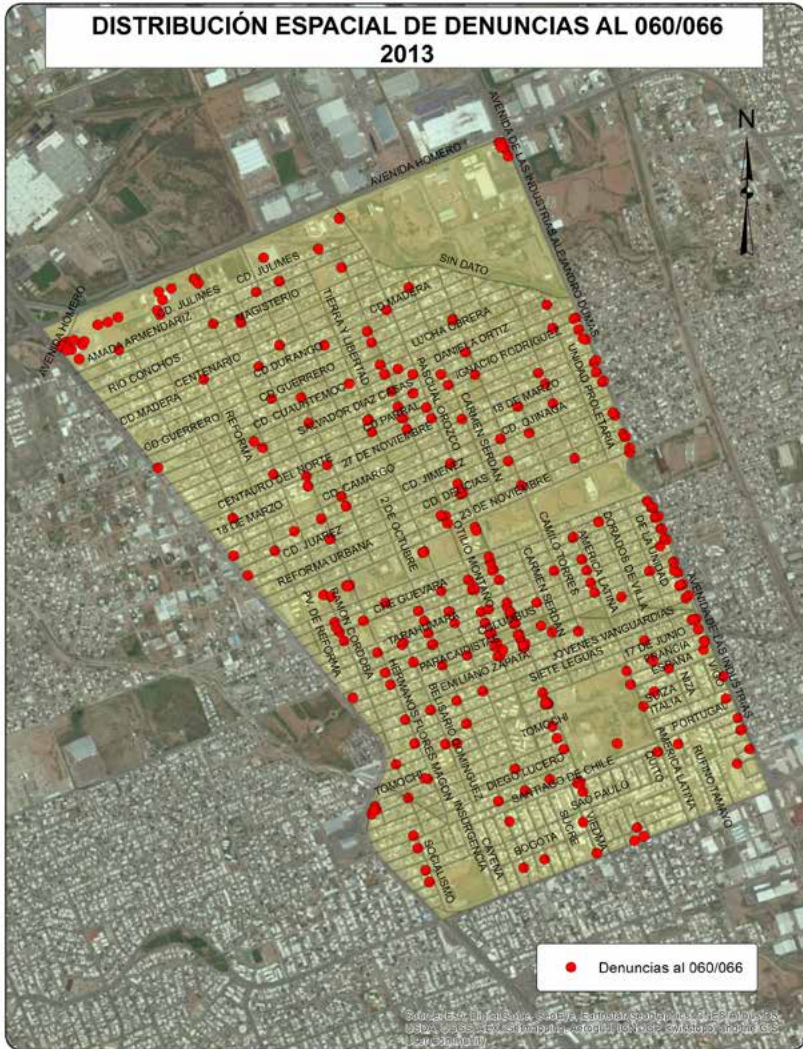 DISTRIBUCIÓN ESPACIAL DE DENUNCIAS AL 060/066
2013
AVENIDA DE LAS INDUSTRIAS ALEJANDRO DUMAS
N
AVENIDA HOMERO
SIN DATO
CD. JULIMES
CD. JULIMES
MAGISTERIO
CD.MADERA
TIERRA Y LIBERTAD
AVENIDA HOMERO
AMADA ARMENDARIZ
LUCHA OBRERA
DANIELA ORTIZ
IGNACIO RODRIGUEZ
UNIDAD PROLETARIA
RIO CONCHOS
CENTENARIO
CD.DURANGO
CD.GUERRERO
CD.CUAUHTEMOC
SALVADOR DIAZ
PASCUAL OROZCO
CARMEN SERDAN
18 DE MARZO
CD. OJINAGA
CD.MADERA
CD.GUERRERO
REFORMA
CD PARRAL
27 DE NOVIEMBRE
CENTAURO DEL NORTE
CD. CAMARGO
CD. JIMENEZ
CD. DELICIAS
23 DE NOVIEMBRE
18 DE MARZO
CD. JUAREZ
2 DE OCTUBRE
OTILIO MONTAÑO
REFORMA URBANA
CAMILO TORRES
AMERICA LATINA
DORADOS DE VILLA
DE LA UNIDAD
CARMEN SERDAN
AVENIDA DE LAS INDUSTRIAS
PV. DE REFORMA
RAMON CORDOBA
CHE GUEVARA
TARAHUMARA
COLUMBUS
PARACAIDISTAS
EMILIANO ZAPATA
JOVENES VANGUARDIAS
SIETE LEGUAS
17 DE JUNIO
FRANCIA
ESPAÑA
NIZA
VIGO
SUIZA
ITALIA
PORTUGAL
HERMANOS FLORES MAGON
BELISARIO DOMINGUEZ
TOMOCHI
DIEGO LUCERO
SANTIAGO DE CHILE
QUITO
AMERICA LATINA
RUFINO TAMAYO
TOMOCHI
INSURGENCIA
SAO PAULO
SUCRE
VIEDMA
CAYENA
BOGOTA
SOCIALISMO
Denuncias al 060/066